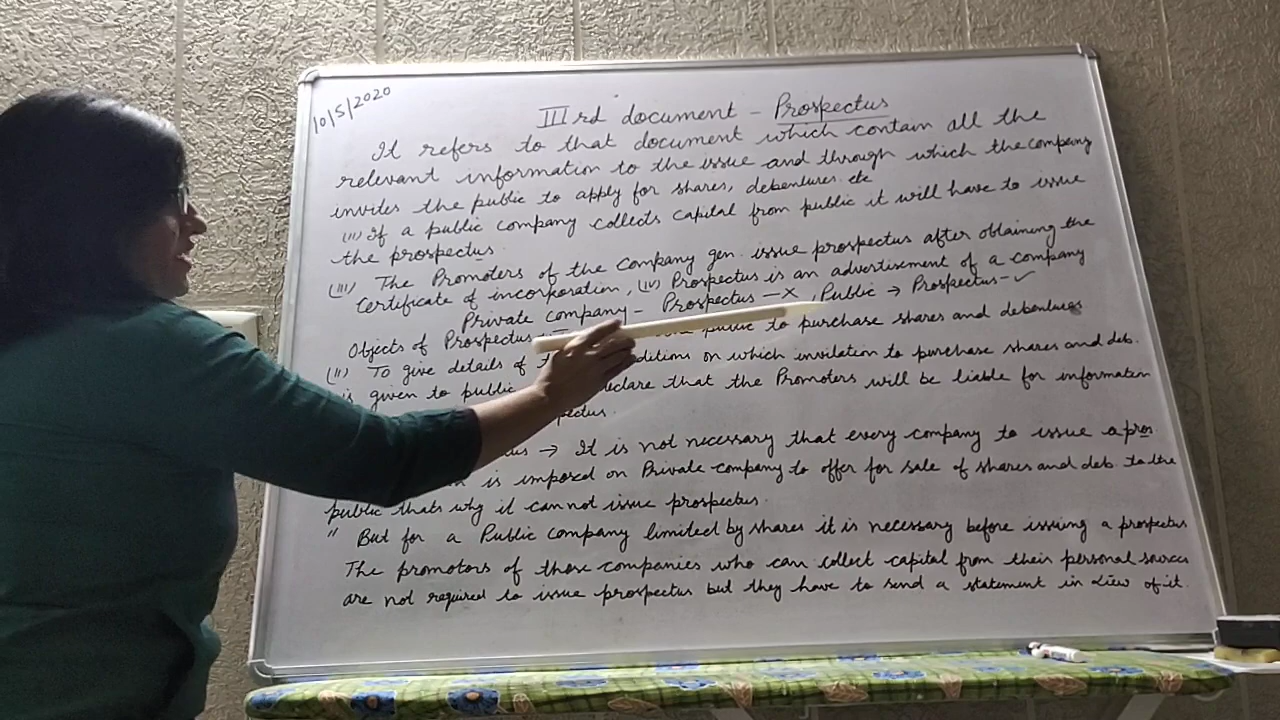 10/5/2020
IIIrd document - Prospectus
It refers to that document which contain all the
relevant information to the issue and through which the company
invites the public to apply for shares, debentures etc
(ii) If a public company collects capital from public it will have to issue
the prospectus.
(iii) The Promoters of the Company gen. issue prospectus after obtaining the
Certificate of incorporation, (iv) Prospectus is an advertisement of a company
Private company - Prospectus - X, Public → Prospectus - ✓
Objects of Prospectus public to purchase shares and debentures
(ii) To give details of on which invitation to purchase shares and deb.
is given to public declare that the Promoters will be liable for information
→ It is not necessary that every company to issue a pros
is imposed on Private company to offer for sale of shares and deb. to the
public thats why it cannot issue prospectus.
" But for a Public company limited by shares it is necessary before issuing a prospectus
The promotors of those companies who can collect capital from their personal sources
are not required to issue prospectus but they have to send a statement in Liew of it.